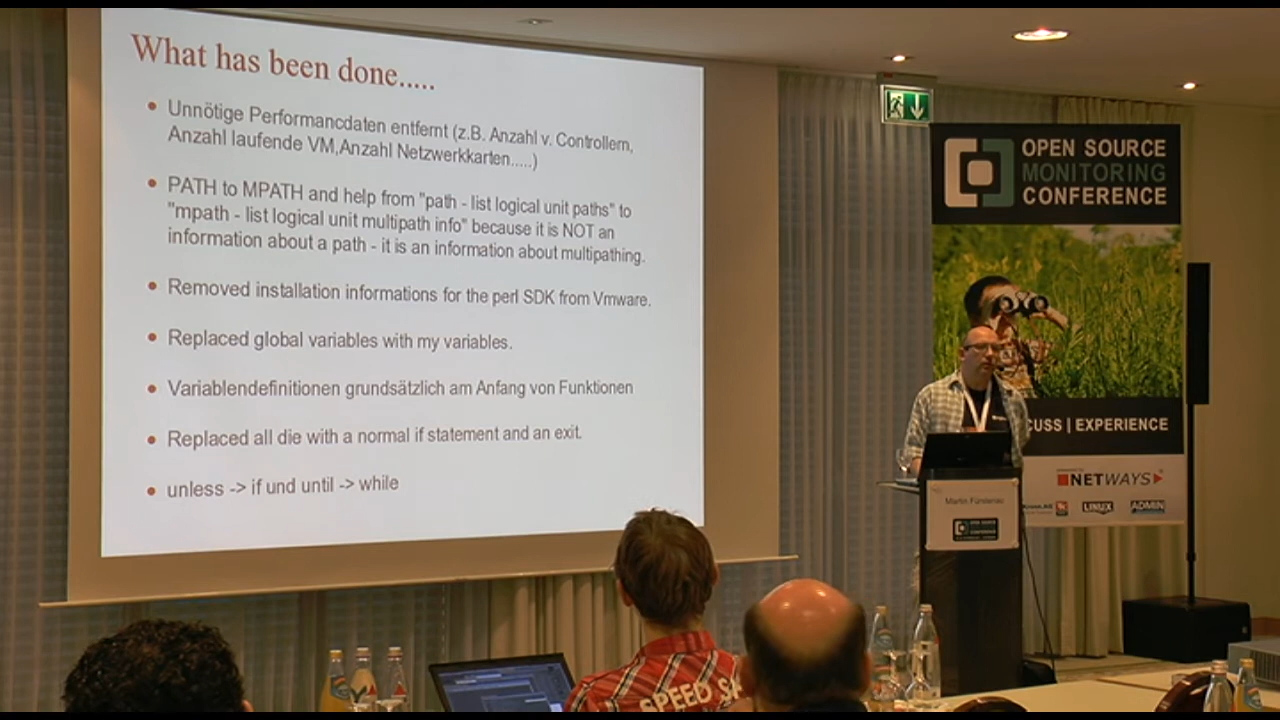 What has been done.....
Unnötige Performancdaten entfernt (z.B. Anzahl v. Controllern,
Anzahl laufende VM,Anzahl Netzwerkkarten.....)
PATH to MPATH and help from "path - list logical unit paths" to
"mpath - list logical unit multipath info" because it is NOT an
information about a path - it is an information about multipathing.
Removed installation informations for the perl SDK from Vmware.
Replaced global variables with my variables.
Variablendefinitionen grundsätzlich am Anfang von Funktionen
Replaced all die with a normal if statement and an exit.
unless -> if und until -> while
OPEN SOURCE
MONITORING
CONFERENCE
CUSS | EXPERIENCE
NETWAYS
LINUX
ADMIN
Martin Fürstenau
OPEN SOURCE
CONFERENCE
SPEED